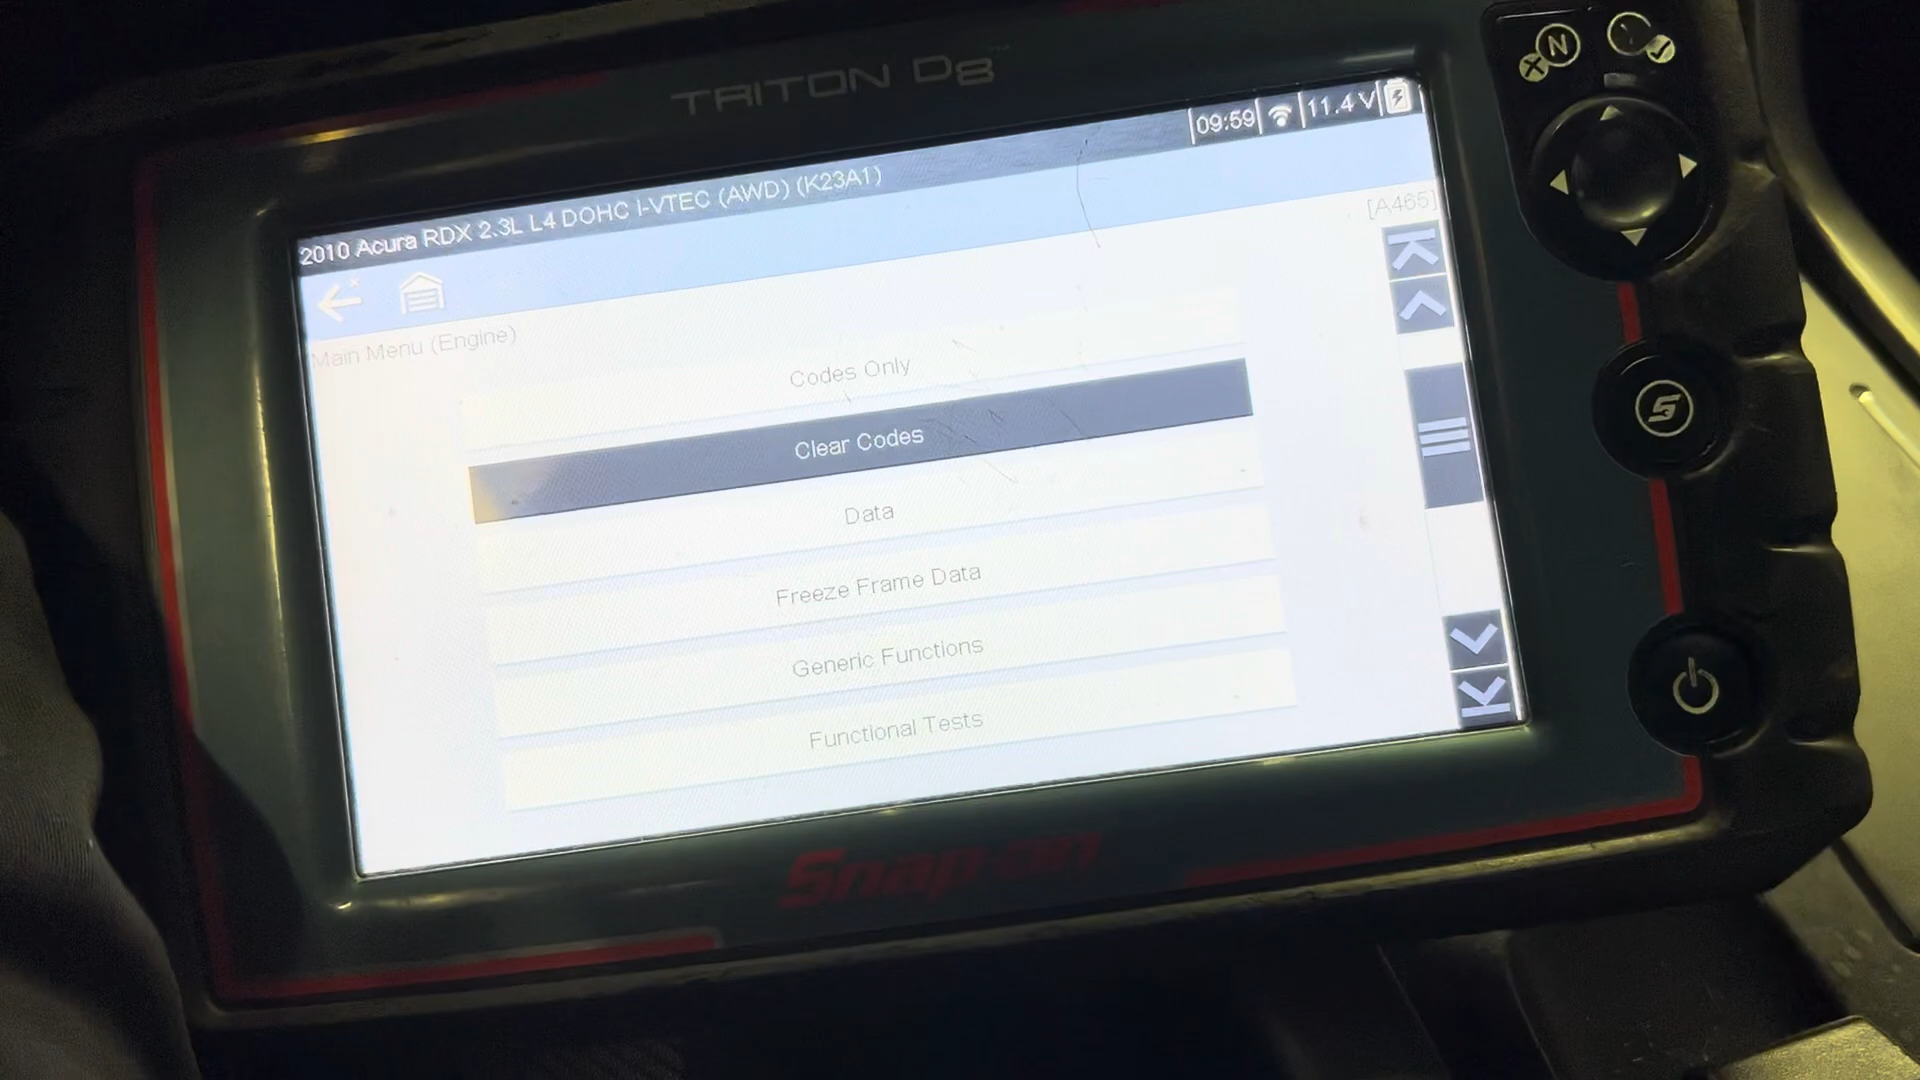 TRITON D8™
09:59 11.4 V
2010 Acura RDX 2.3L L4 DOHC I-VTEC (AWD) (K23A1)
[A465]
Main Menu (Engine)
Codes Only
Clear Codes
Data
Freeze Frame Data
Generic Functions
Functional Tests
Snap-on
N
S